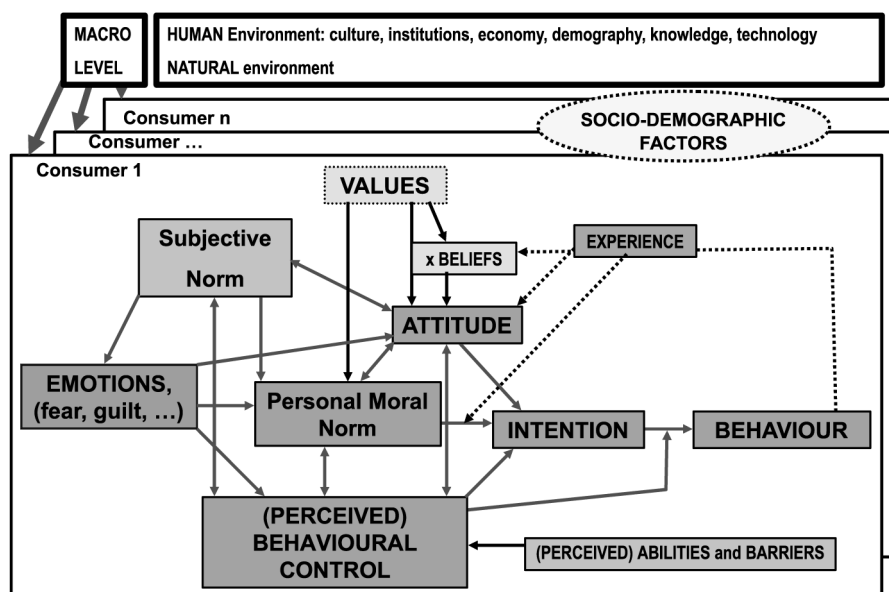 MACRO
LEVEL
HUMAN Environment: culture, institutions, economy, demography, knowledge, technology
NATURAL environment
Consumer n
Consumer …
Consumer 1
SOCIO-DEMOGRAPHIC
FACTORS
VALUES
Subjective
Norm
x BELIEFS
EXPERIENCE
ATTITUDE
EMOTIONS,
(fear, guilt, …)
Personal Moral
Norm
INTENTION
BEHAVIOUR
(PERCEIVED)
BEHAVIOURAL
CONTROL
(PERCEIVED) ABILITIES and BARRIERS